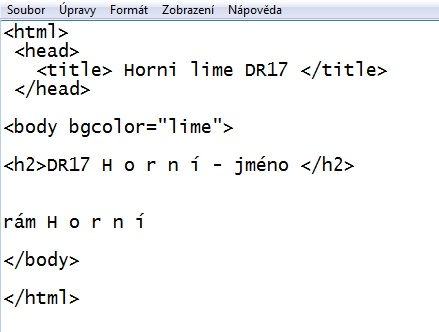 Soubor Úpravy Formát Zobrazení Nápověda
<html>
<head>
<title> Horni lime DR17 </title>
</head>
<body bgcolor="lime">
<h2>DR17 H o r n í - jméno </h2>
rám H o r n í
</body>
</html>